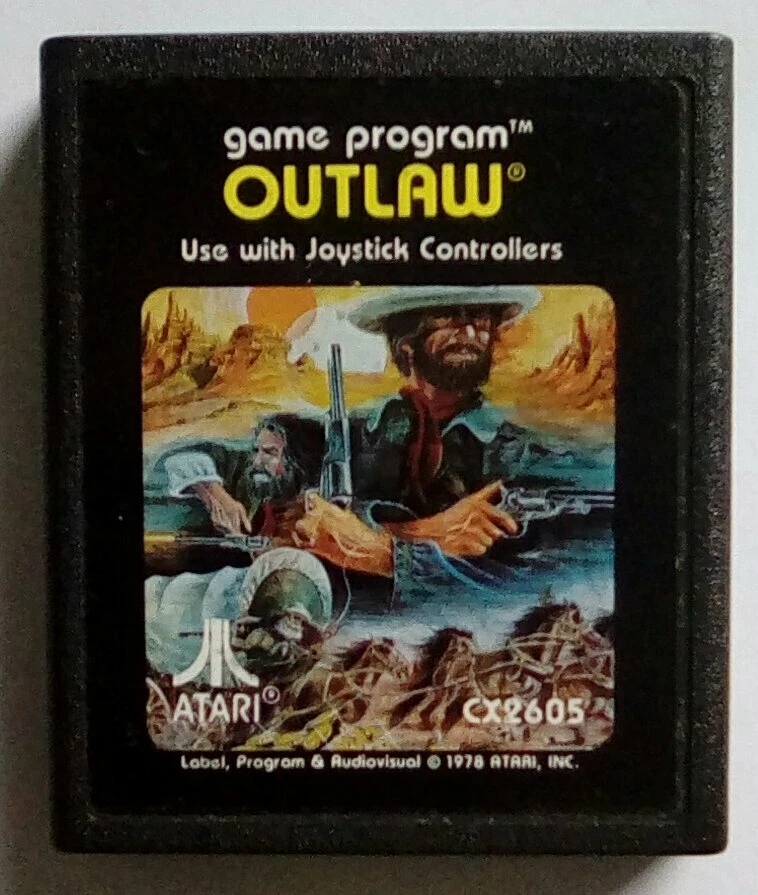 game program™
OUTLAW®
Use with Joystick Controllers
ATARI®
CX2605
Label, Program & Audiovisual © 1978 ATARI, INC.